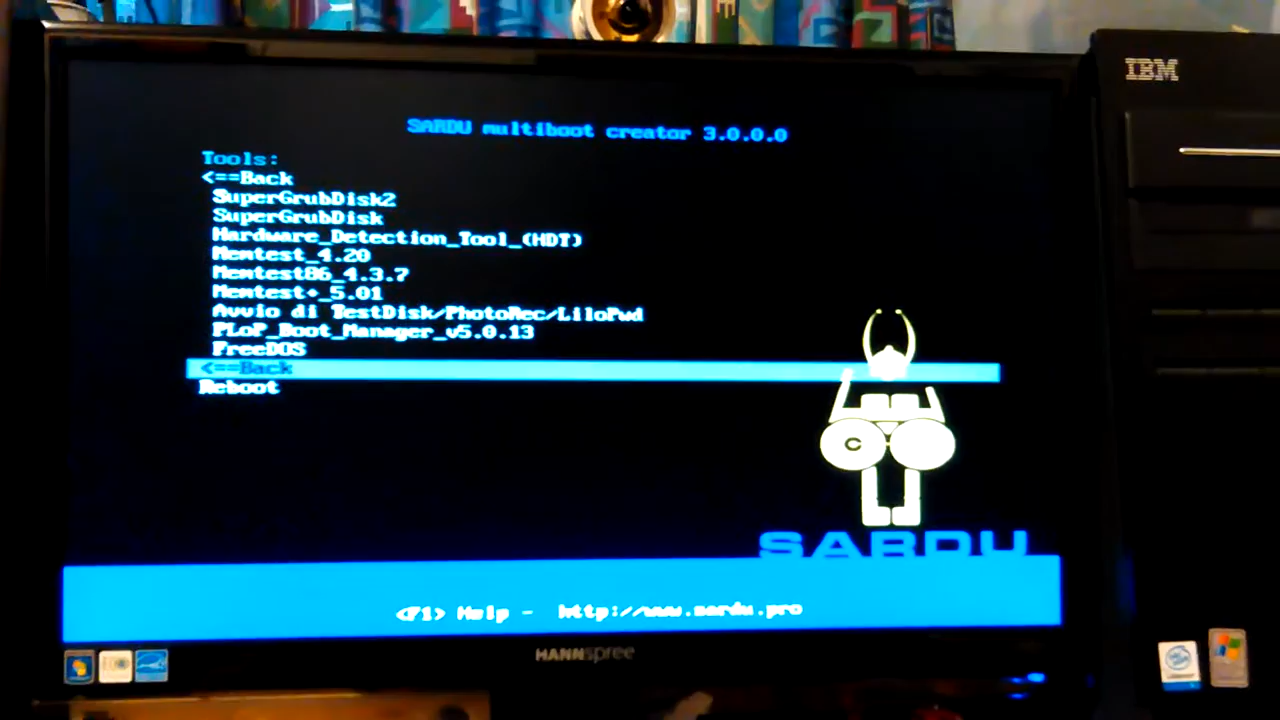 IBM
SARDU multiboot creator 3.0.0.0
Tools:
<==Back
SuperGrubDisk2
SuperGrubDisk
Hardware_Detection_Tool_(HDT)
Memtest_4.20
Memtest86_4.3.7
Memtest+_5.01
Avvio di TestDisk/PhotoRec/LiloPwd
PLoP_Boot_Manager_v5.0.13
FreeDOS
<==Back
Reboot
C
SARDU
<F1> Help - http://www.sardu.pro
HANNspree